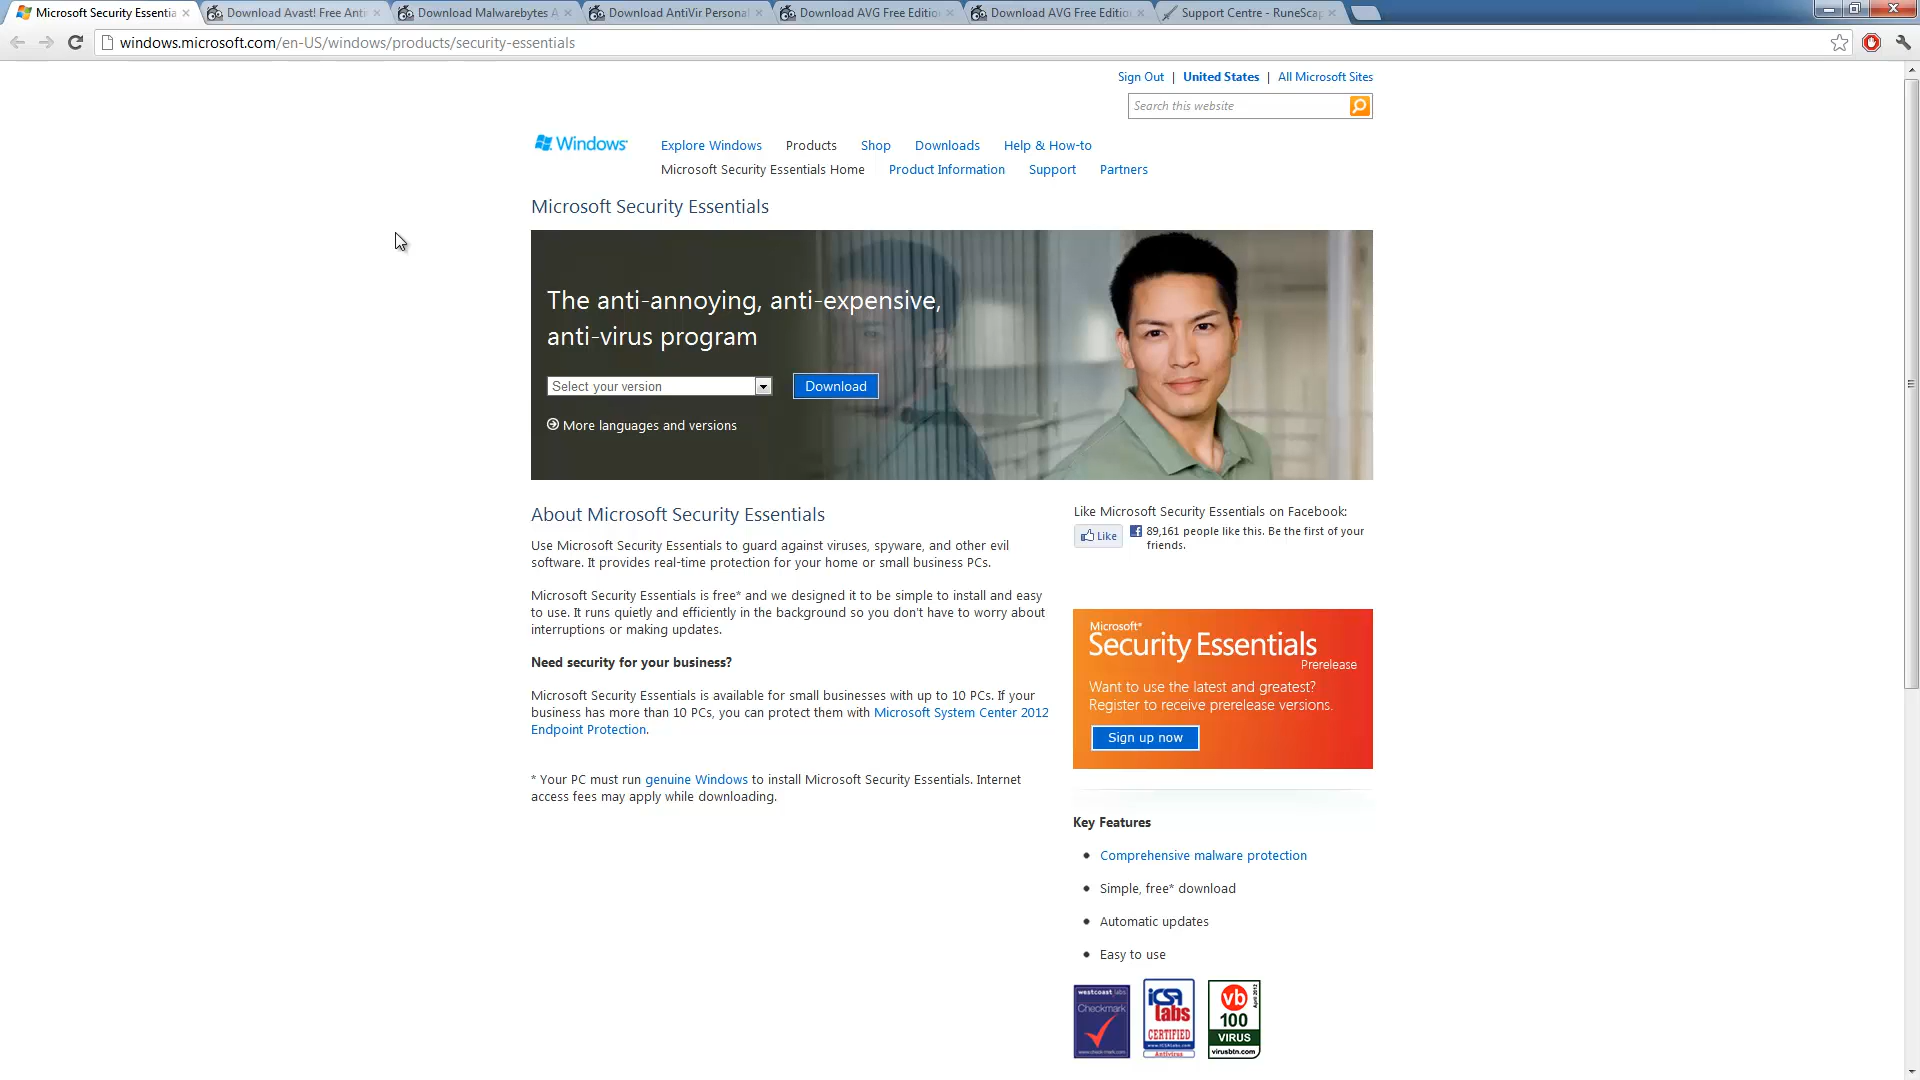 Microsoft Security Essentia
Download Avast! Free Anti
Download Malwarebytes A
Download AntiVir Personal
Download AVG Free Editio
Download AVG Free Editio
Support Centre - RuneScap
windows.microsoft.com/en-US/windows/products/security-essentials
Sign Out | United States | All Microsoft Sites
Search this website
Windows
Explore Windows Products Shop Downloads Help & How-to
Microsoft Security Essentials Home Product Information Support Partners
Microsoft Security Essentials
The anti-annoying, anti-expensive,
anti-virus program
Select your version
Download
More languages and versions
About Microsoft Security Essentials
Use Microsoft Security Essentials to guard against viruses, spyware, and other evil
software. It provides real-time protection for your home or small business PCs.
Microsoft Security Essentials is free* and we designed it to be simple to install and easy
to use. It runs quietly and efficiently in the background so you don't have to worry about
interruptions or making updates.
Need security for your business?
Microsoft Security Essentials is available for small businesses with up to 10 PCs. If your
business has more than 10 PCs, you can protect them with Microsoft System Center 2012
Endpoint Protection.
* Your PC must run genuine Windows to install Microsoft Security Essentials. Internet
access fees may apply while downloading.
Like Microsoft Security Essentials on Facebook:
Like
89,161 people like this. Be the first of your
friends.
Microsoft®
Security Essentials
Prerelease
Want to use the latest and greatest?
Register to receive prerelease versions.
Sign up now
Key Features
Comprehensive malware protection
Simple, free* download
Automatic updates
Easy to use
westcoast labs
Checkmark
www.check-mark.com
ICSA
labs
CERTIFIED
www.icsalabs.com
Antivirus
vb
100
VIRUS
virusbtn.com
April 2012